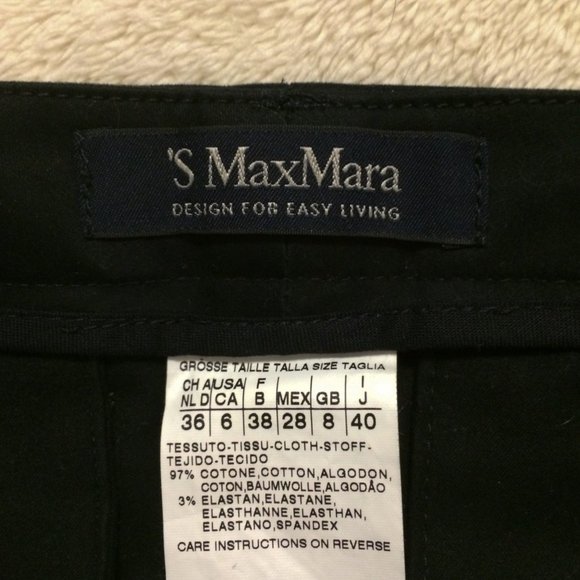 'S MaxMara
DESIGN FOR EASY LIVING
GRÖSSE TAILLE TALLA SIZE TAGLIA
CH A USA F I
NL D CA B MEX GB J
36 6 38 28 8 40
TESSUTO-TISSU-CLOTH-STOFF-
TEJIDO-TECIDO
97% COTONE,COTTON,ALGODON,
COTON,BAUMWOLLE,ALGODÃO
3% ELASTAN,ELASTANE,
ELASTHANNE,ELASTHAN,
ELASTANO,SPANDEX
CARE INSTRUCTIONS ON REVERSE